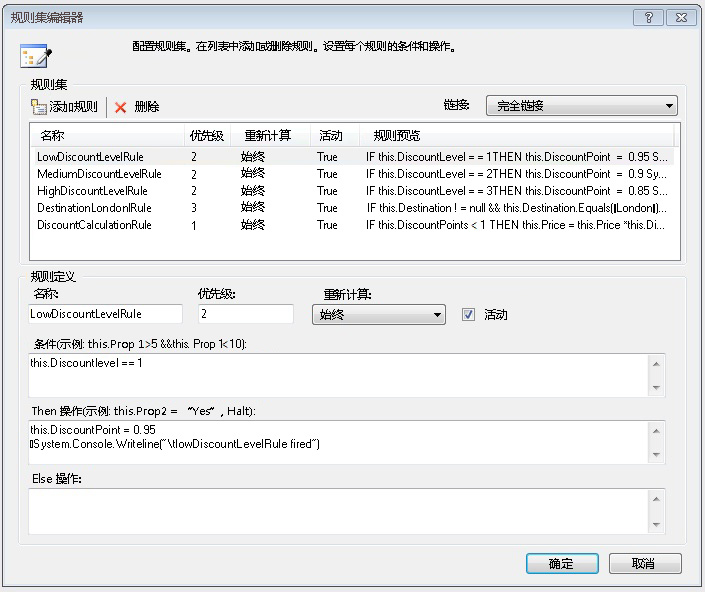 规则集编辑器
配置规则集。在列表中添加或删除规则。设置每个规则的条件和操作。
规则集
添加规则 删除 链接: 完全链接
名称 优先级 重新计算 活动 规则预览
LowDiscountLevelRule 2 始终 True IF this.DiscountLevel == 1THEN this.DiscountPoint = 0.95 S...
MediumDiscountLevelRule 2 始终 True IF this.DiscountLevel == 2THEN this.DiscountPoint = 0.9 Sy...
HighDiscountLevelRule 2 始终 True IF this.DiscountLevel == 3THEN this.DiscountPoint = 0.85 S...
DestinationLondonlRule 3 始终 True IF this.Destination ! = null && this.Destination.Equals(▯London▯)...
DiscountCalculationRule 1 始终 True IF this.DiscountPoints < 1 THEN this.Price = this.Price *this.Di...
规则定义
名称: 优先级: 重新计算:
LowDiscountLevelRule 2 始终 活动
条件(示例: this.Prop 1>5 &&this. Prop 1<10):
this.Discountlevel == 1
Then 操作(示例: this.Prop2 = "Yes", Halt):
this.DiscountPoint = 0.95
▯System.Console.Writeline("\tlowDiscountLevelRule fired")
Else 操作:
确定 取消